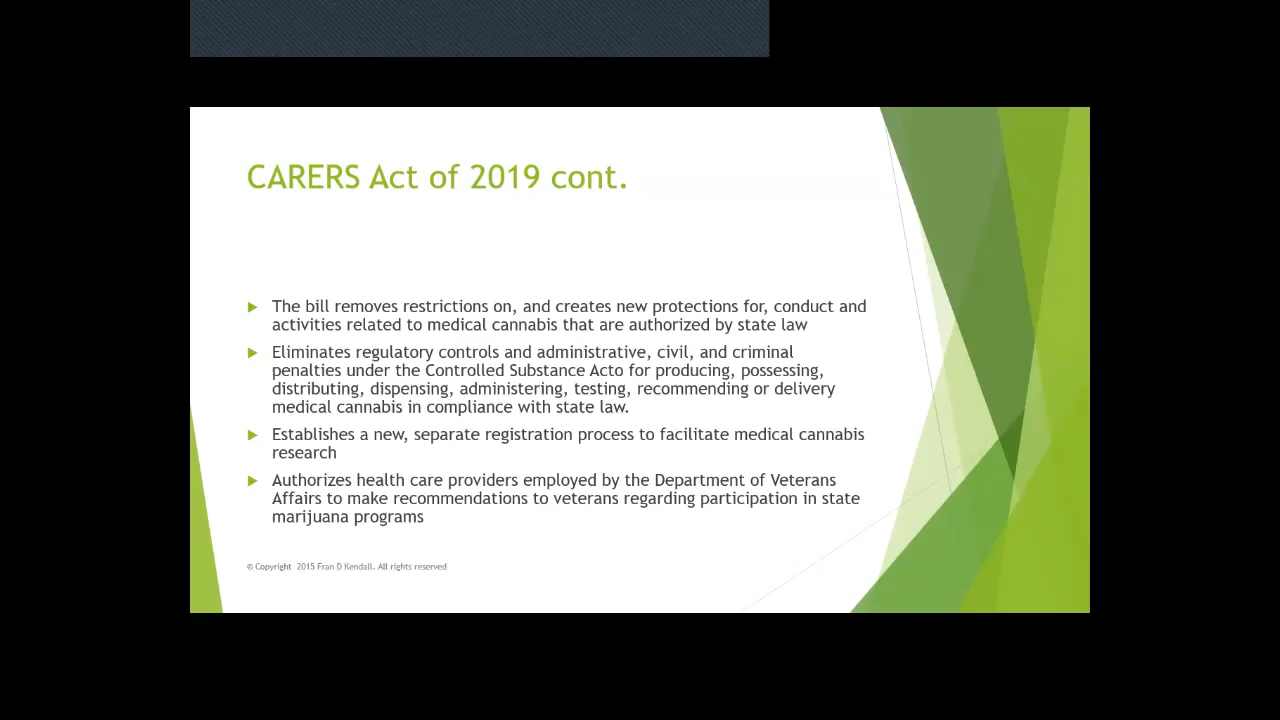 CARERS Act of 2019 cont.
The bill removes restrictions on, and creates new protections for, conduct and
activities related to medical cannabis that are authorized by state law
Eliminates regulatory controls and administrative, civil, and criminal
penalties under the Controlled Substance Acto for producing, possessing,
distributing, dispensing, administering, testing, recommending or delivery
medical cannabis in compliance with state law.
Establishes a new, separate registration process to facilitate medical cannabis
research
Authorizes health care providers employed by the Department of Veterans
Affairs to make recommendations to veterans regarding participation in state
marijuana programs
© Copyright 2015 Fran D Kendall. All rights reserved